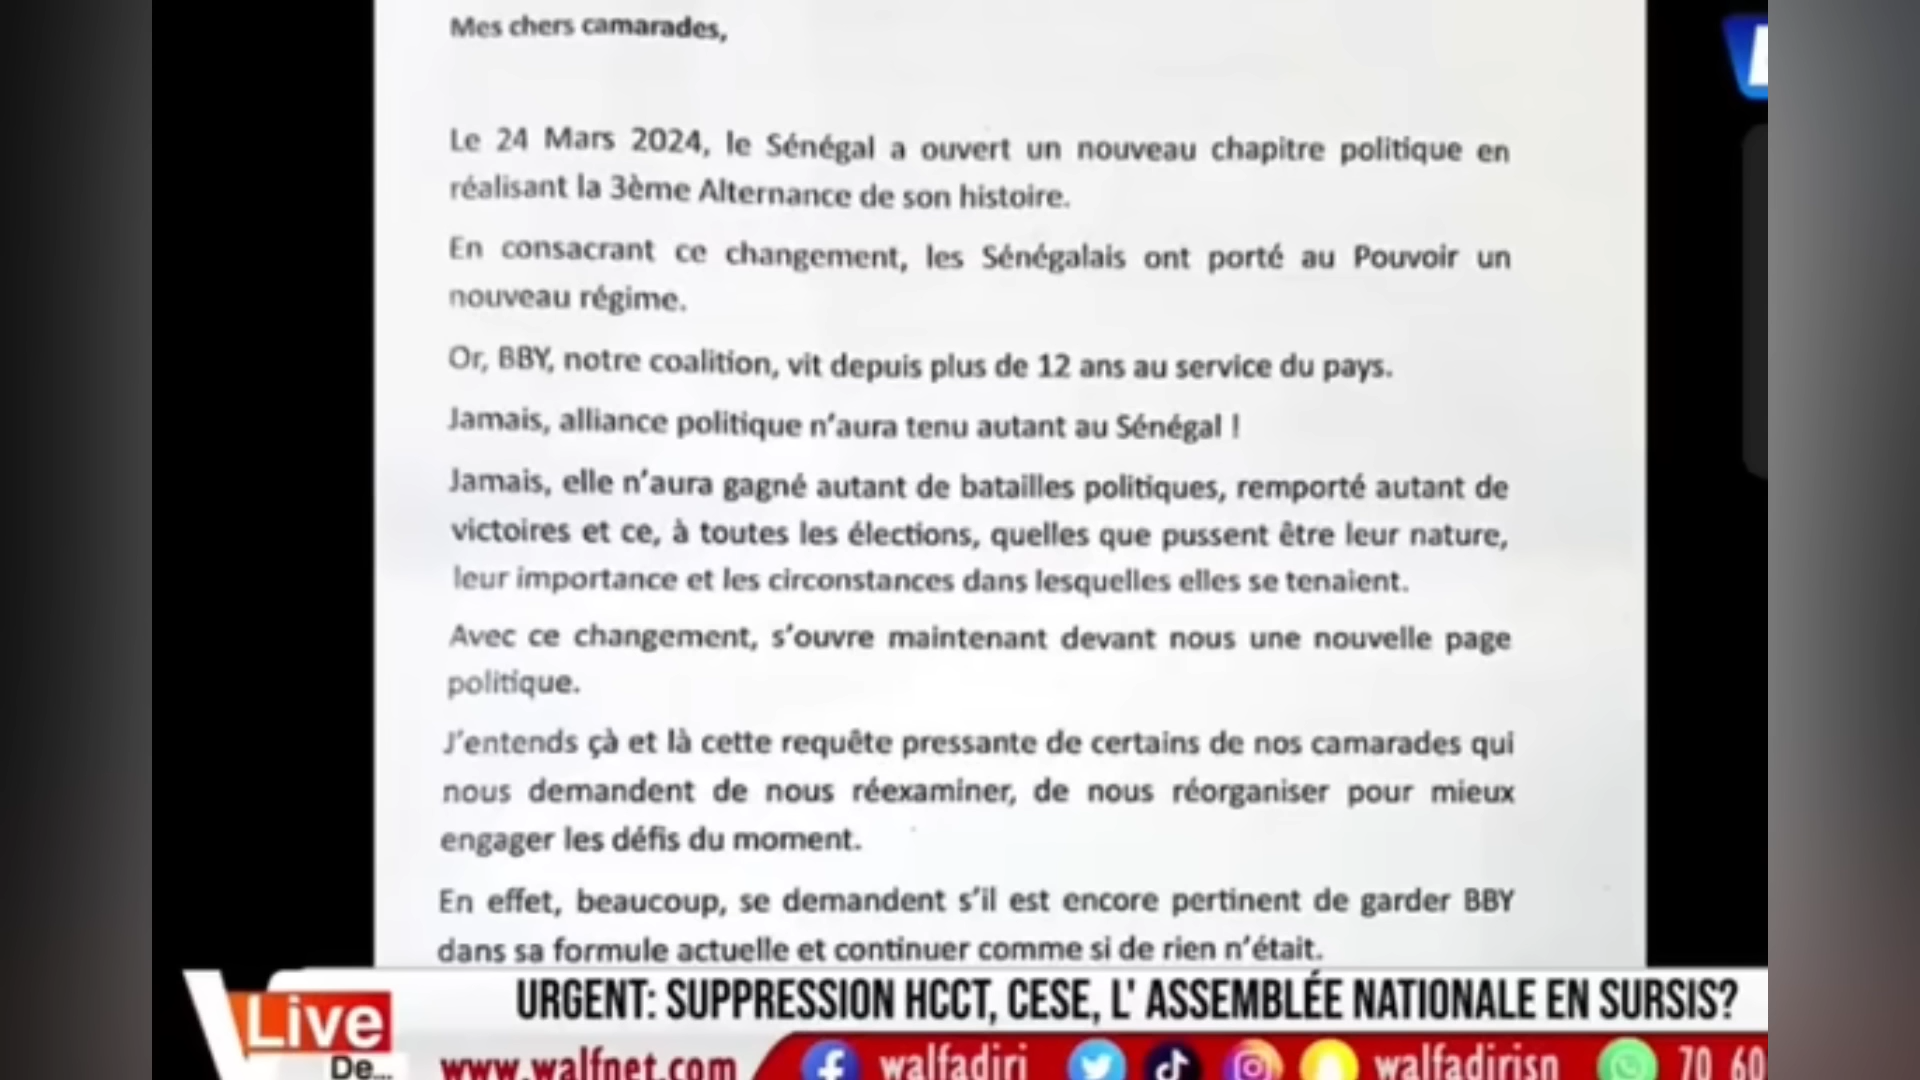 Mes chers camarades,
Le 24 Mars 2024, le Sénégal a ouvert un nouveau chapitre politique en
réalisant la 3ème Alternance de son histoire.
En consacrant ce changement, les Sénégalais ont porté au Pouvoir un
nouveau régime.
Or, BBY, notre coalition, vit depuis plus de 12 ans au service du pays.
Jamais, alliance politique n'aura tenu autant au Sénégal !
Jamais, elle n'aura gagné autant de batailles politiques, remporté autant de
victoires et ce, à toutes les élections, quelles que pussent être leur nature,
leur importance et les circonstances dans lesquelles elles se tenaient.
Avec ce changement, s'ouvre maintenant devant nous une nouvelle page
politique.
J'entends çà et là cette requête pressante de certains de nos camarades qui
nous demandent de nous réexaminer, de nous réorganiser pour mieux
engager les défis du moment.
En effet, beaucoup, se demandent s'il est encore pertinent de garder BBY
dans sa formule actuelle et continuer comme si de rien n'était.
URGENT: SUPPRESSION HCCT, CESE, L' ASSEMBLÉE NATIONALE EN SURSIS?
Live
De...
www.walfnet.com walfadiri walfadirisn 70 60